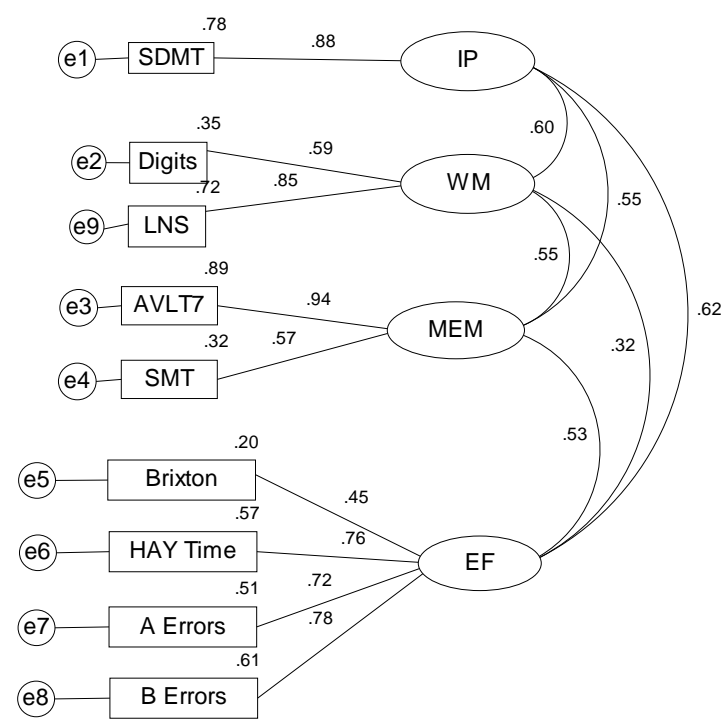 .78
e1 SDMT .88 IP
.35
.60
e2 Digits .59 WM
.72 .85
.55
e9 LNS
.55
.89
e3 AVLT7 .94 MEM
.62
.32 .57 .32
e4 SMT
.53
.20
e5 Brixton .45
.57
e6 HAY Time .76 EF
.51 .72
e7 A Errors .78
.61
e8 B Errors